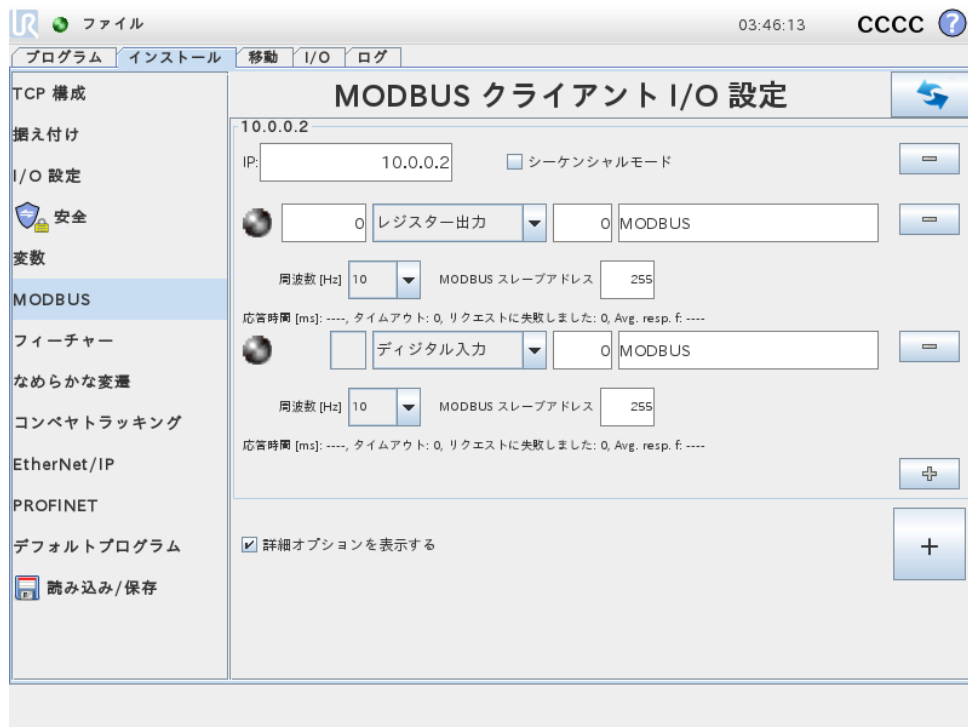 UR ファイル 03:46:13 CCCC ?
プログラム インストール 移動 I/O ログ
TCP 構成
据え付け
I/O 設定
安全
変数
MODBUS
フィーチャー
なめらかな変遷
コンベヤトラッキング
EtherNet/IP
PROFINET
デフォルトプログラム
読み込み/保存
MODBUS クライアント I/O 設定
10.0.0.2
IP: 10.0.0.2 シーケンシャルモード
0 レジスター出力 0 MODBUS
周波数 [Hz] 10 MODBUS スレーブアドレス 255
応答時間 [ms]: ----, タイムアウト: 0, リクエストに失敗しました: 0, Avg. resp. f: ----
ディジタル入力 0 MODBUS
周波数 [Hz] 10 MODBUS スレーブアドレス 255
応答時間 [ms]: ----, タイムアウト: 0, リクエストに失敗しました: 0, Avg. resp. f: ----
詳細オプションを表示する